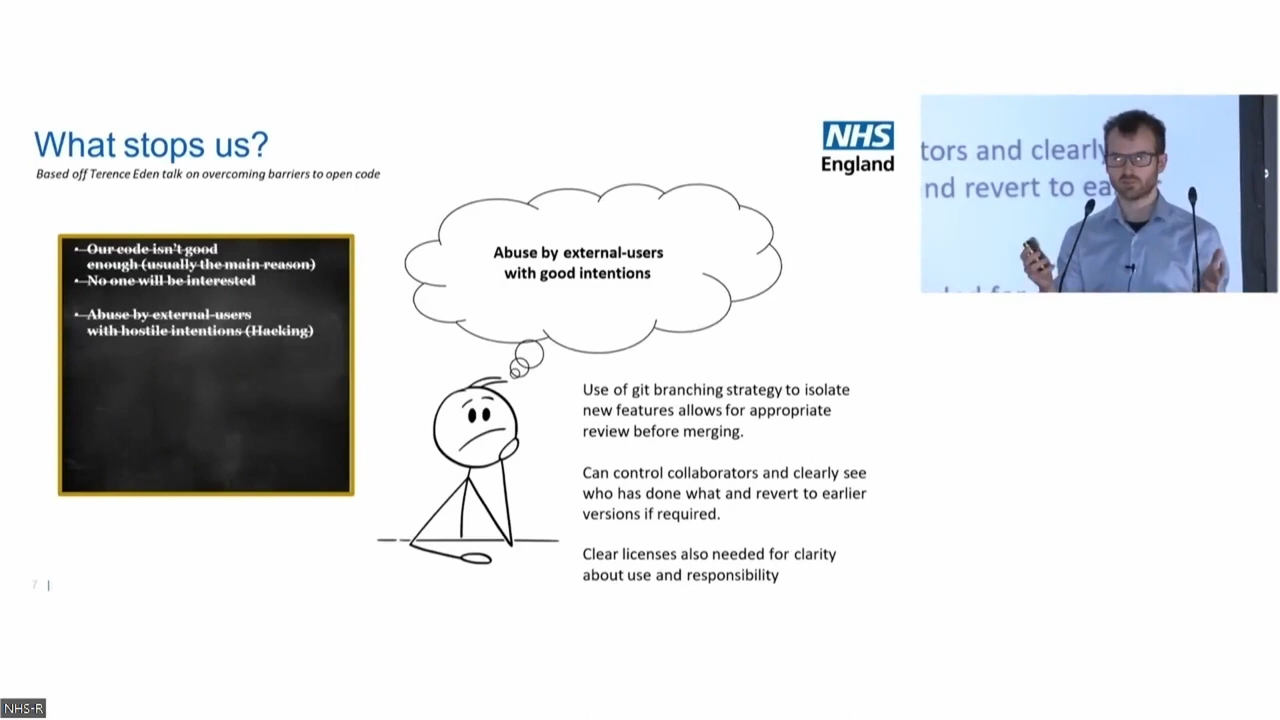 What stops us?
Based off Terence Eden talk on overcoming barriers to open code
NHS
England
• Our code isn't good
enough (usually the main reason)
• No one will be interested
• Abuse by external-users
with hostile intentions (Hacking)
Abuse by external-users
with good intentions
Use of git branching strategy to isolate
new features allows for appropriate
review before merging.
Can control collaborators and clearly see
who has done what and revert to earlier
versions if required.
Clear licenses also needed for clarity
about use and responsibility
7 |
tors and clearly
nd revert to ea
NHS-R